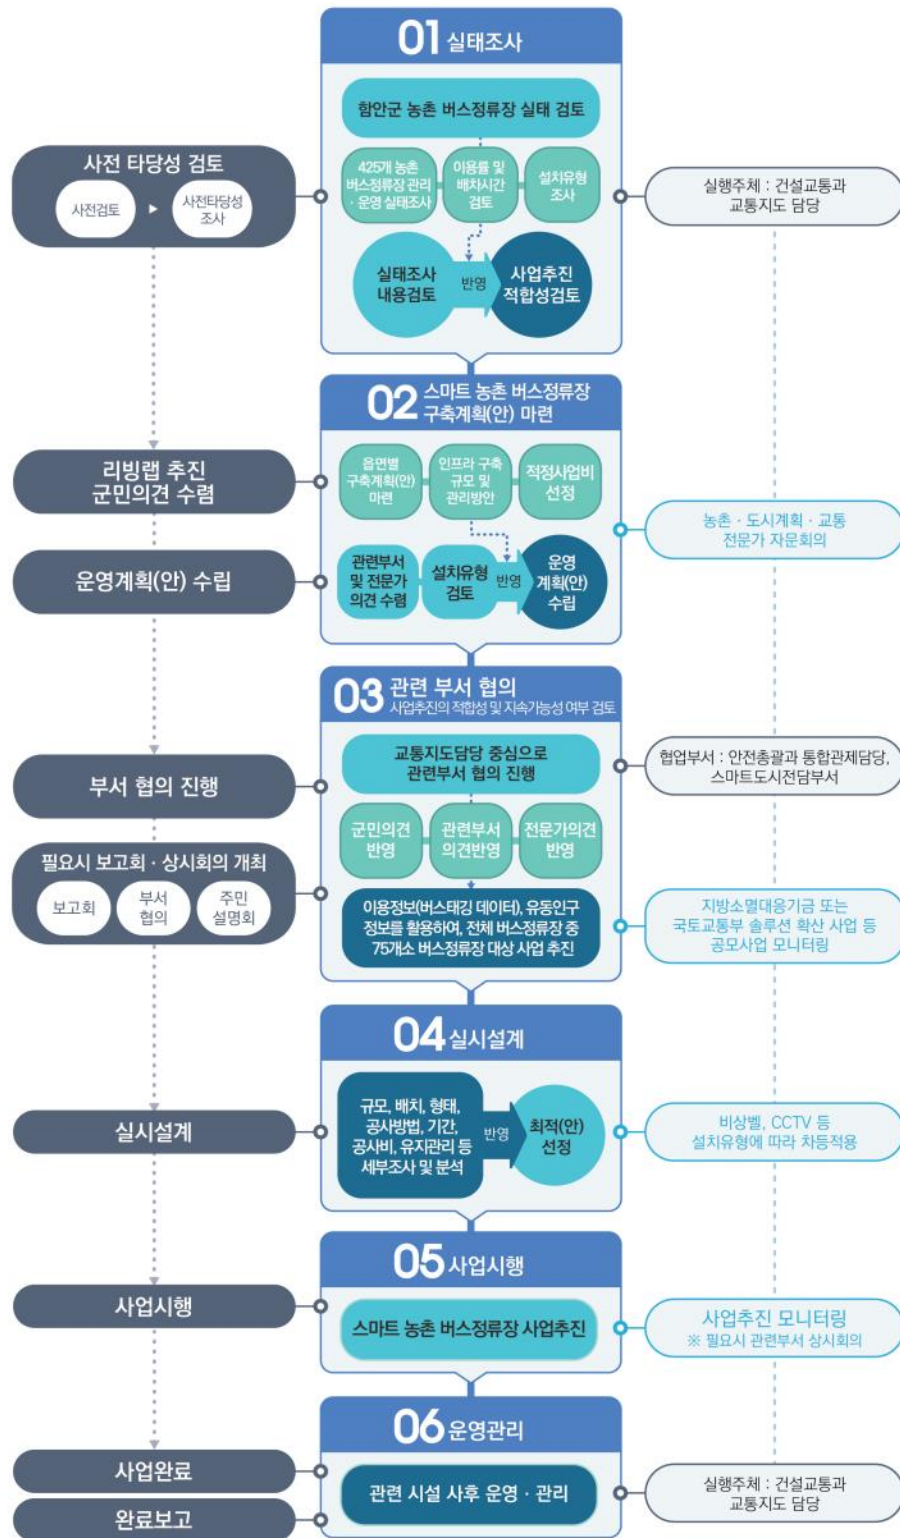 01 실태조사
함안군 농촌 버스정류장 실태 검토
사전 타당성 검토
사전검토
▶
사전타당성
조사
425개 농촌
버스정류장 관리
· 운영 실태조사
이용률 및
배차시간
검토
설치유형
조사
실행주체 : 건설교통과
교통지도 담당
실태조사
내용검토
반영
사업추진
적합성검토
02 스마트 농촌 버스정류장
구축계획(안) 마련
리빙랩 추진
군민의견 수렴
읍면별
구축계획(안)
마련
인프라 구축
규모 및
관리방안
적정사업비
선정
농촌 · 도시계획 · 교통
전문가 자문회의
운영계획(안) 수립
관련부서
및 전문가
의견 수렴
설치유형
검토
반영
운영
계획(안)
수립
03 관련 부서 협의
사업추진의 적합성 및 지속가능성 여부 검토
부서 협의 진행
교통지도담당 중심으로
관련부서 협의 진행
협업부서 : 안전총괄과 통합관제담당,
스마트도시전담부서
군민의견
반영
관련부서
의견반영
전문가의견
반영
필요시 보고회 · 상시회의 개최
보고회
부서
협의
주민
설명회
이용정보(버스태깅 데이터), 유동인구
정보를 활용하여, 전체 버스정류장 중
75개소 버스정류장 대상 사업 추진
지방소멸대응기금 또는
국토교통부 솔루션 확산 사업 등
공모사업 모니터링
04 실시설계
실시설계
규모, 배치, 형태,
공사방법, 기간,
공사비, 유지관리 등
세부조사 및 분석
반영
최적(안)
선정
비상벨, CCTV 등
설치유형에 따라 차등적용
05 사업시행
사업시행
스마트 농촌 버스정류장 사업추진
사업추진 모니터링
※ 필요시 관련부서 상시회의
06 운영관리
사업완료
완료보고
관련 시설 사후 운영 · 관리
실행주체 : 건설교통과
교통지도 담당